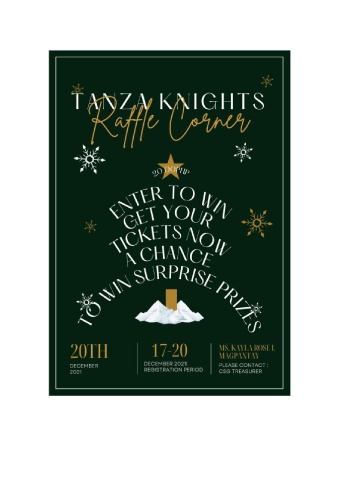 TANZA KNIGHTS
Raffle Corner
ENTER TO WIN
GET YOUR
TICKETS NOW
A CHANCE
TO WIN SURPRISE PRIZES
20TH
DECEMBER
2021
17-20
DECEMBER 2021
REGISTRATION PERIOD
MS. KAYLA ROSE I.
MAGPANTAY
PLEASE CONTACT :
CSG TREASURER